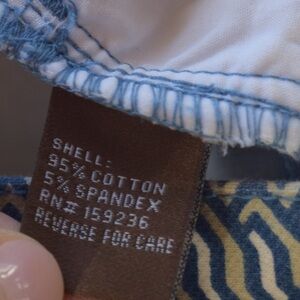 SHELL:
95% COTTON
5% SPANDEX
RN# 159236
REVERSE FOR CARE